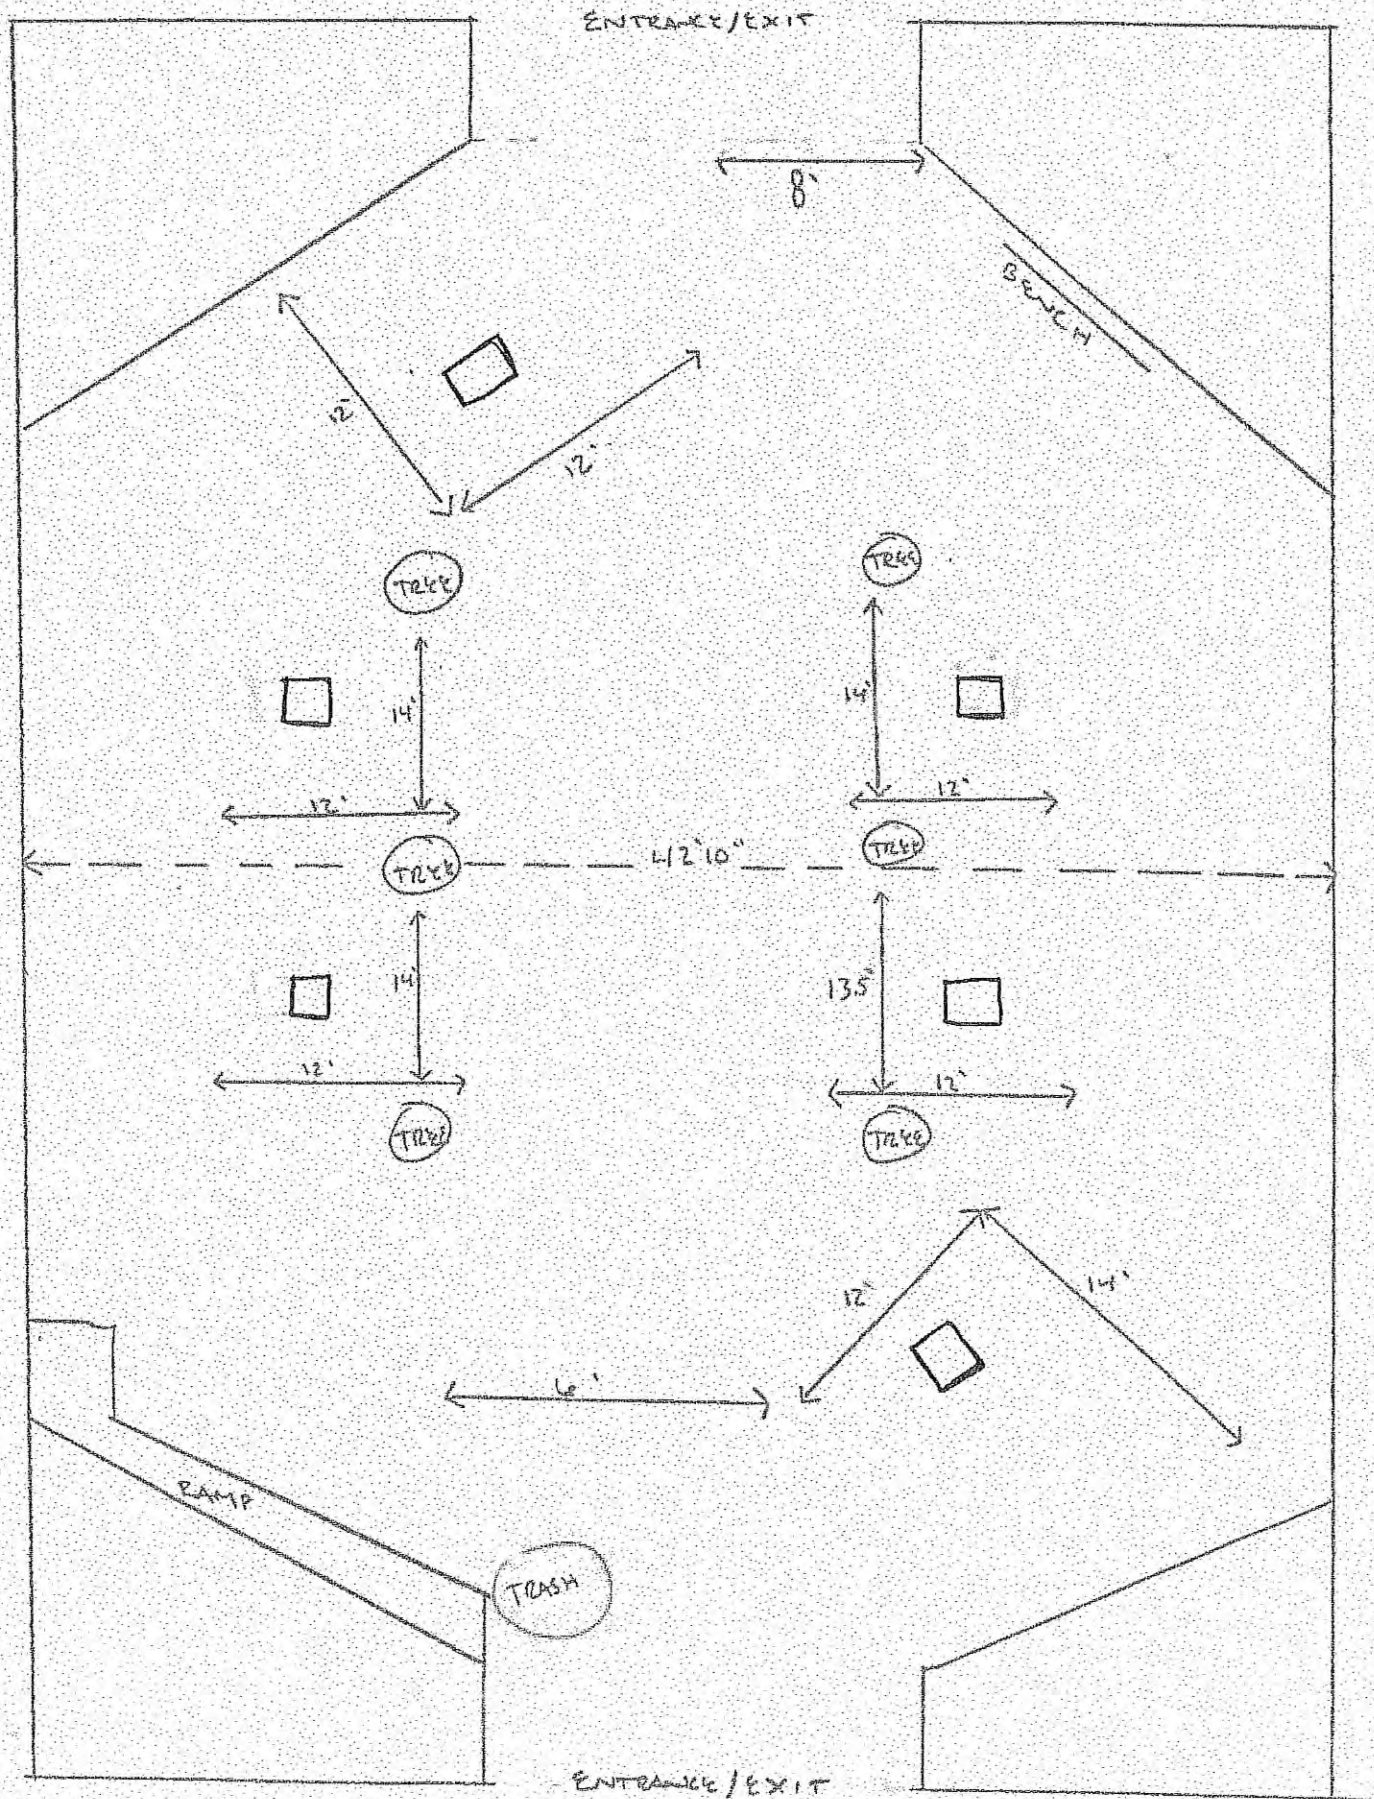 ENTRANCE/EXIT
8'
BENCH
12'
12'
TREE
TREE
14'
14'
12'
12'
TREE
42'10"
TREE
14'
13.5'
12'
12'
TREE
TREE
12'
14'
6'
RAMP
TRASH
ENTRANCE/EXIT